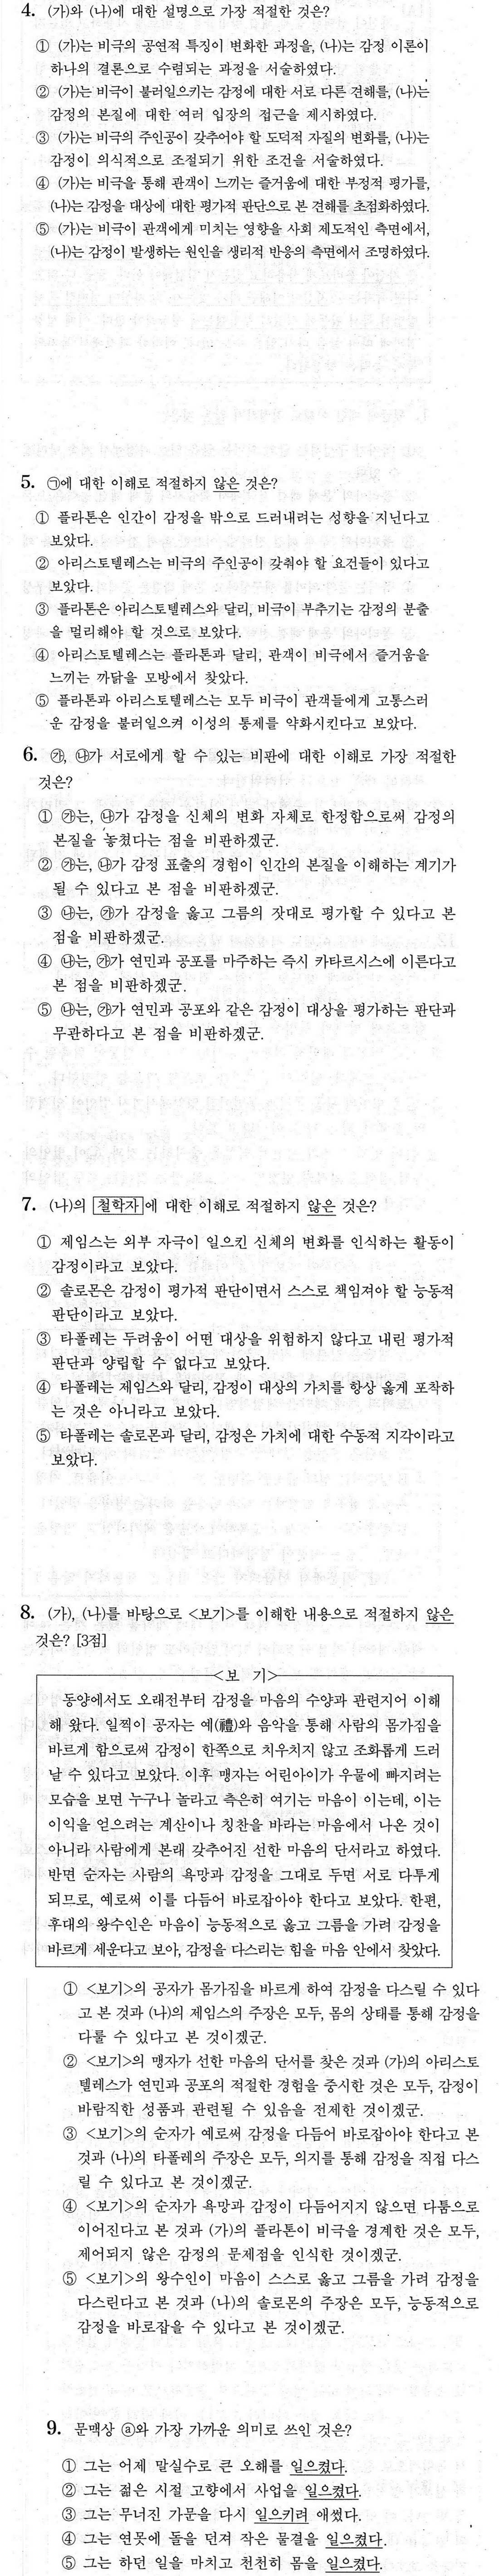 4. (가)와 (나)에 대한 설명으로 가장 적절한 것은?
① (가)는 비극의 공연적 특징이 변화한 과정을, (나)는 감정 이론이
하나의 결론으로 수렴되는 과정을 서술하였다.
② (가)는 비극이 불러일으키는 감정에 대한 서로 다른 견해를, (나)는
감정의 본질에 대한 여러 입장의 접근을 제시하였다.
③ (가)는 비극의 주인공이 갖추어야 할 도덕적 자질의 변화를, (나)는
감정이 의식적으로 조절되기 위한 조건을 서술하였다.
④ (가)는 비극을 통해 관객이 느끼는 즐거움에 대한 부정적 평가를,
(나)는 감정을 대상에 대한 평가적 판단으로 본 견해를 초점화하였다.
⑤ (가)는 비극이 관객에게 미치는 영향을 사회 제도적인 측면에서,
(나)는 감정이 발생하는 원인을 생리적 반응의 측면에서 조명하였다.
5. ㉠에 대한 이해로 적절하지 않은 것은?
① 플라톤은 인간이 감정을 밖으로 드러내려는 성향을 지닌다고
보았다.
② 아리스토텔레스는 비극의 주인공이 갖춰야 할 요건들이 있다고
보았다.
③ 플라톤은 아리스토텔레스와 달리, 비극이 부추기는 감정의 분출
을 멀리해야 할 것으로 보았다.
④ 아리스토텔레스는 플라톤과 달리, 관객이 비극에서 즐거움을
느끼는 까닭을 모방에서 찾았다.
⑤ 플라톤과 아리스토텔레스는 모두 비극이 관객들에게 고통스러
운 감정을 불러일으켜 이성의 통제를 약화시킨다고 보았다.
6. ㉮, ㉯가 서로에게 할 수 있는 비판에 대한 이해로 가장 적절한
것은?
① ㉮는, ㉯가 감정을 신체의 변화 자체로 한정함으로써 감정의
본질을 놓쳤다는 점을 비판하겠군.
② ㉮는, ㉯가 감정 표출의 경험이 인간의 본질을 이해하는 계기가
될 수 있다고 본 점을 비판하겠군.
③ ㉯는, ㉮가 감정을 옳고 그름의 잣대로 평가할 수 있다고 본
점을 비판하겠군.
④ ㉯는, ㉮가 연민과 공포를 마주하는 즉시 카타르시스에 이른다고
본 점을 비판하겠군.
⑤ ㉯는, ㉮가 연민과 공포와 같은 감정이 대상을 평가하는 판단과
무관하다고 본 점을 비판하겠군.
7. (나)의 철학자에 대한 이해로 적절하지 않은 것은?
① 제임스는 외부 자극이 일으킨 신체의 변화를 인식하는 활동이
감정이라고 보았다.
② 솔로몬은 감정이 평가적 판단이면서 스스로 책임져야 할 능동적
판단이라고 보았다.
③ 타폴레는 두려움이 어떤 대상을 위험하지 않다고 내린 평가적
판단과 양립할 수 없다고 보았다.
④ 타폴레는 제임스와 달리, 감정이 대상의 가치를 항상 옳게 포착하
는 것은 아니라고 보았다.
⑤ 타폴레는 솔로몬과 달리, 감정은 가치에 대한 수동적 지각이라고
보았다.
8. (가), (나)를 바탕으로 <보기>를 이해한 내용으로 적절하지 않은
것은? [3점]
<보 기>
동양에서도 오래전부터 감정을 마음의 수양과 관련지어 이해
해 왔다. 일찍이 공자는 예(禮)와 음악을 통해 사람의 몸가짐을
바르게 함으로써 감정이 한쪽으로 치우치지 않고 조화롭게 드러
날 수 있다고 보았다. 이후 맹자는 어린아이가 우물에 빠지려는
모습을 보면 누구나 놀라고 측은히 여기는 마음이 이는데, 이는
이익을 얻으려는 계산이나 칭찬을 바라는 마음에서 나온 것이
아니라 사람에게 본래 갖추어진 선한 마음의 단서라고 하였다.
반면 순자는 사람의 욕망과 감정을 그대로 두면 서로 다투게
되므로, 예로써 이를 다듬어 바로잡아야 한다고 보았다. 한편,
후대의 왕수인은 마음이 능동적으로 옳고 그름을 가려 감정을
바르게 세운다고 보아, 감정을 다스리는 힘을 마음 안에서 찾았다.
① <보기>의 공자가 몸가짐을 바르게 하여 감정을 다스릴 수 있다
고 본 것과 (나)의 제임스의 주장은 모두, 몸의 상태를 통해 감정을
다룰 수 있다고 본 것이겠군.
② <보기>의 맹자가 선한 마음의 단서를 찾은 것과 (가)의 아리스토
텔레스가 연민과 공포의 적절한 경험을 중시한 것은 모두, 감정이
바람직한 성품과 관련될 수 있음을 전제한 것이겠군.
③ <보기>의 순자가 예로써 감정을 다듬어 바로잡아야 한다고 본
것과 (나)의 타폴레의 주장은 모두, 의지를 통해 감정을 직접 다스
릴 수 있다고 본 것이겠군.
④ <보기>의 순자가 욕망과 감정이 다듬어지지 않으면 다툼으로
이어진다고 본 것과 (가)의 플라톤이 비극을 경계한 것은 모두,
제어되지 않은 감정의 문제점을 인식한 것이겠군.
⑤ <보기>의 왕수인이 마음이 스스로 옳고 그름을 가려 감정을
다스린다고 본 것과 (나)의 솔로몬의 주장은 모두, 능동적으로
감정을 바로잡을 수 있다고 본 것이겠군.
9. 문맥상 ⓐ와 가장 가까운 의미로 쓰인 것은?
① 그는 어제 말실수로 큰 오해를 일으켰다.
② 그는 젊은 시절 고향에서 사업을 일으켰다.
③ 그는 무너진 가문을 다시 일으키려 애썼다.
④ 그는 연못에 돌을 던져 작은 물결을 일으켰다.
⑤ 그는 하던 일을 마치고 천천히 몸을 일으켰다.